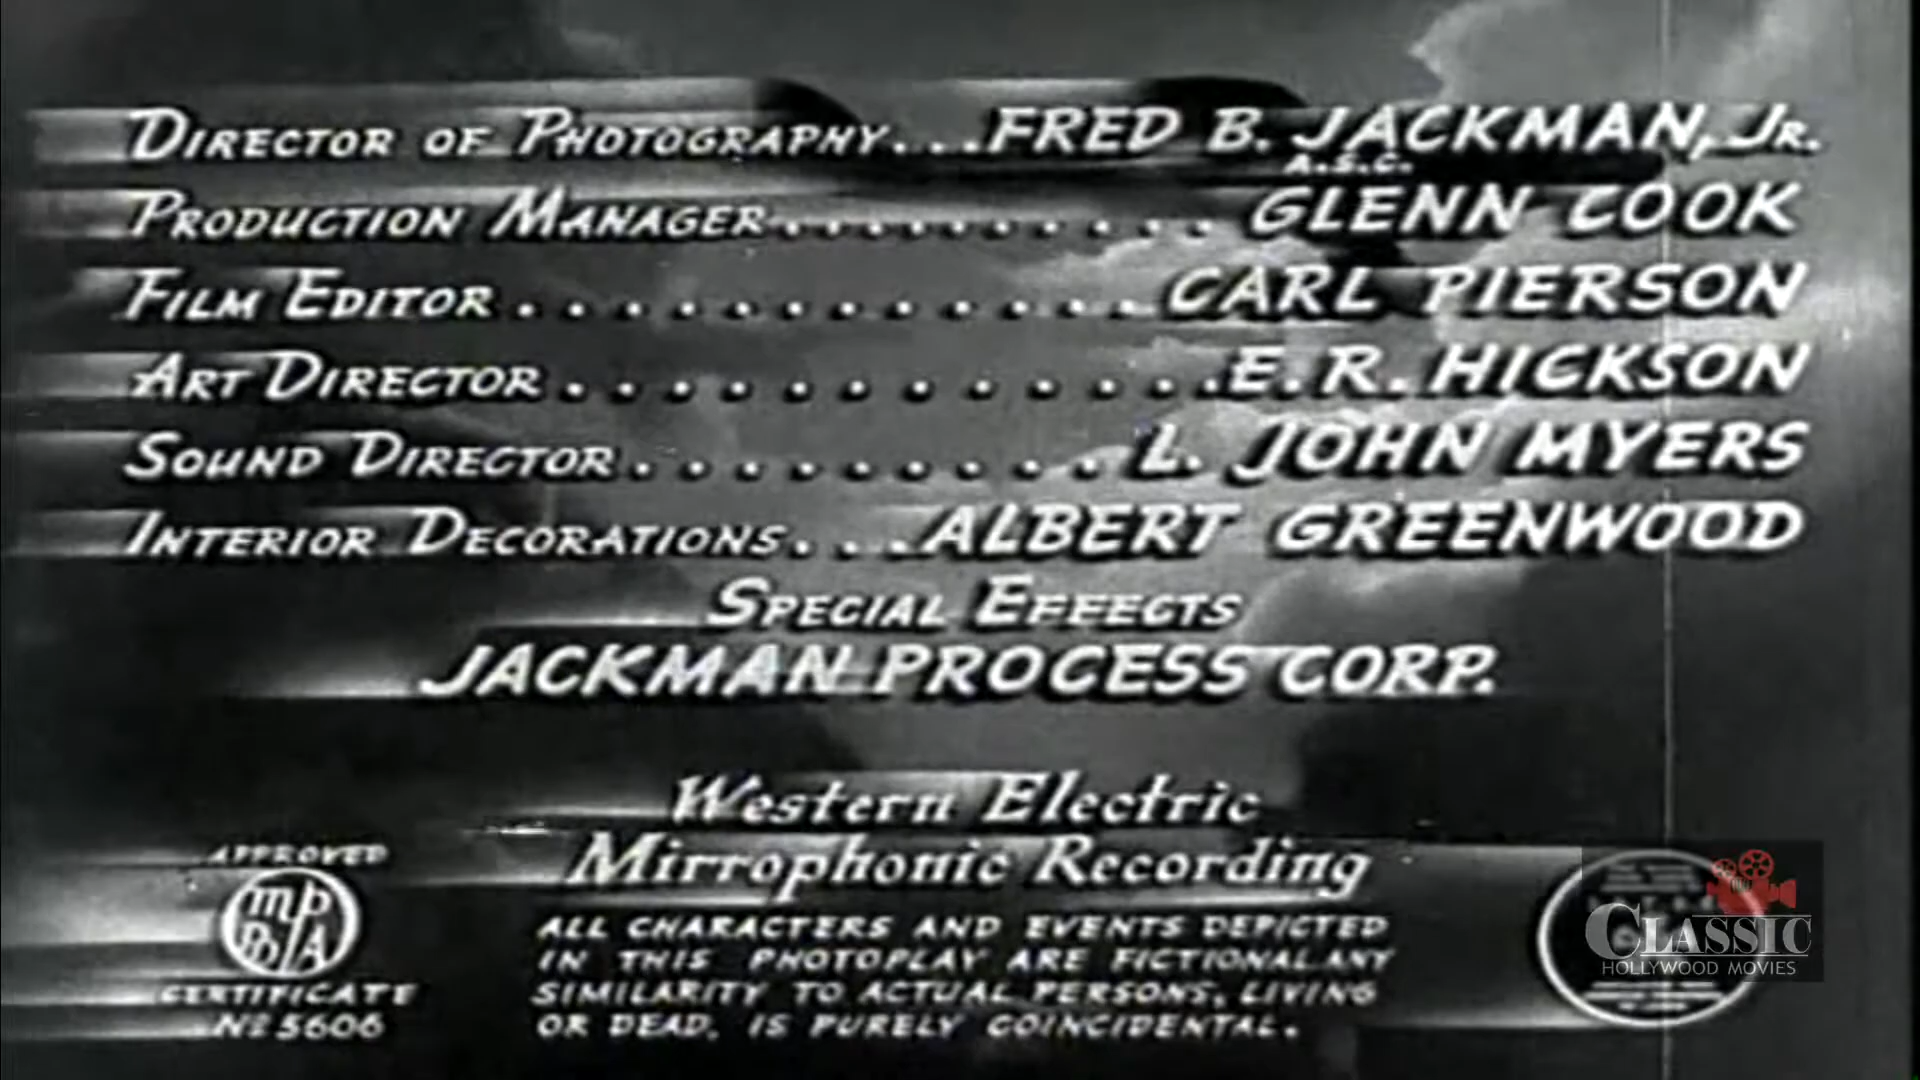 DIRECTOR OF PHOTOGRAPHY...FRED B. JACKMAN, JR.
A.S.C.
PRODUCTION MANAGER..........GLENN COOK
FILM EDITOR............CARL PIERSON
ART DIRECTOR.............E.R. HICKSON
SOUND DIRECTOR..........L. JOHN MYERS
INTERIOR DECORATIONS...ALBERT GREENWOOD
SPECIAL EFFECTS
JACKMAN PROCESS CORP.
Western Electric
Mirrophonic Recording
APPROVED
MPPDA
CERTIFICATE
Nº 5606
ALL CHARACTERS AND EVENTS DEPICTED
IN THIS PHOTOPLAY ARE FICTIONAL ANY
SIMILARITY TO ACTUAL PERSONS, LIVING
OR DEAD, IS PURELY COINCIDENTAL.
CLASSIC
HOLLYWOOD MOVIES